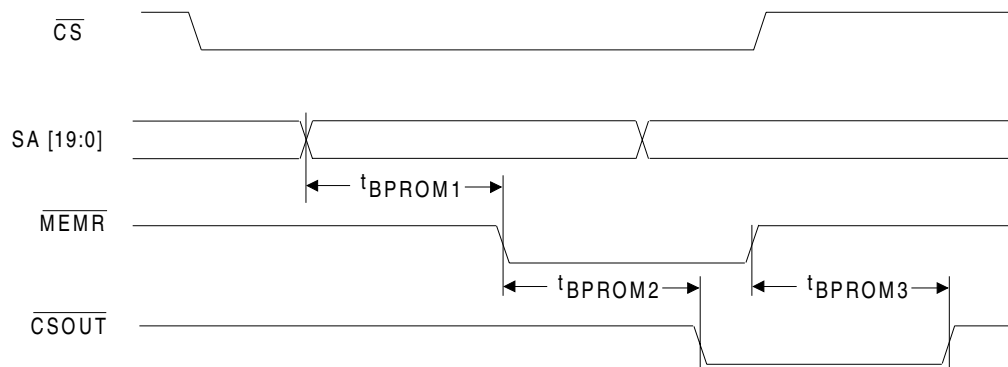 CS
SA [19:0]
tBPROM1
MEMR
tBPROM2
tBPROM3
CSOUT